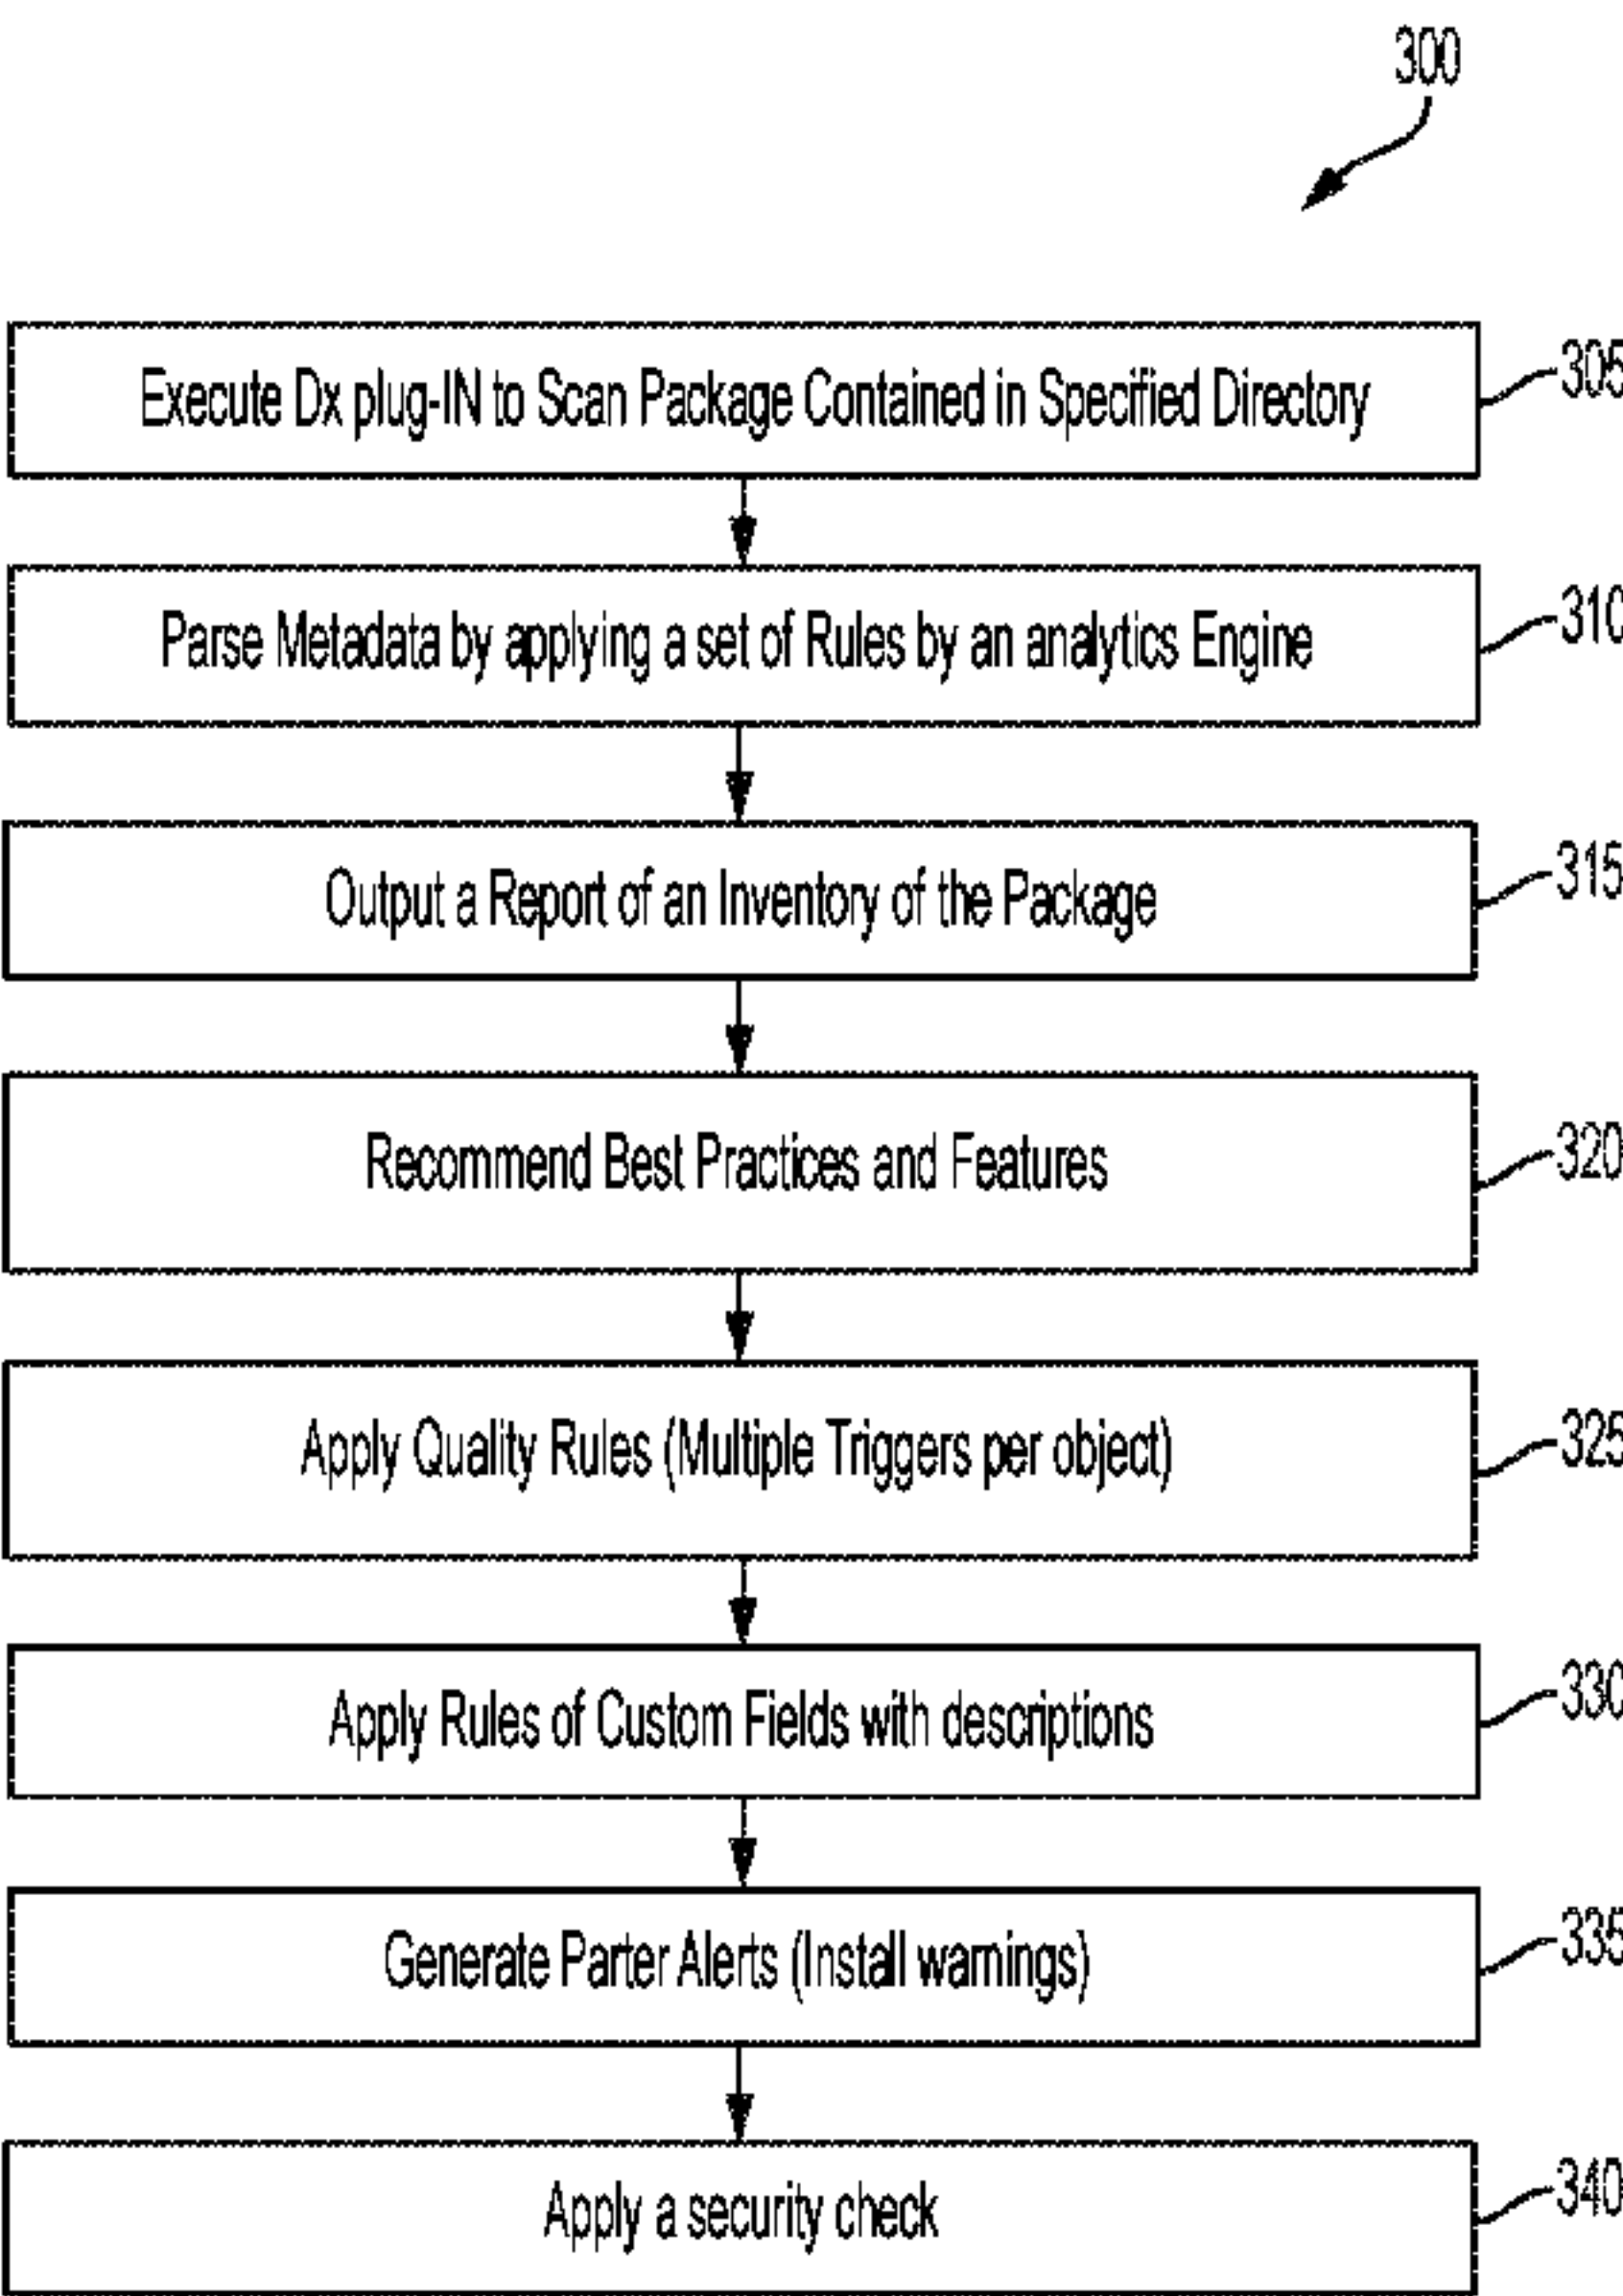 300
Execute Dx plug-IN to Scan Package Contained in Specified Directory
305
Parse Metadata by applying a set of Rules by an analytics Engine
310
Output a Report of an Inventory of the Package
315
Recommend Best Practices and Features
320
Apply Quality Rules (Multiple Triggers per object)
325
Apply Rules of Custom Fields with descriptions
330
Generate Parter Alerts (Install warnings)
335
Apply a security check
340